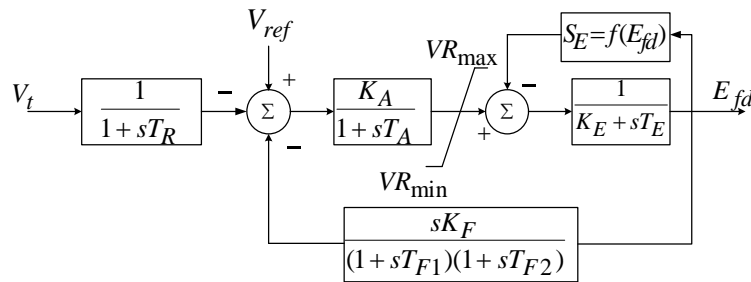 V_ref
S_E=f(E_fd)
VR_max
V_t
1
1+sT_R
−
+
Σ
−
K_A
1+sT_A
+
Σ
−
−
1
K_E+sT_E
E_fd
VR_min
sK_F
(1+sT_F1)(1+sT_F2)